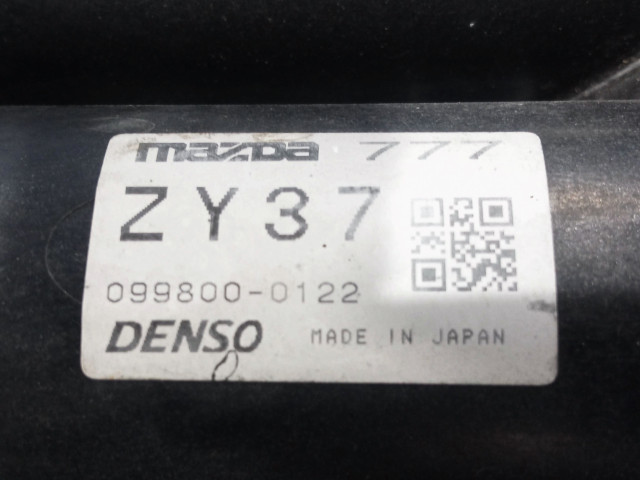 mazda 777
ZY37
099800-0122
DENSO MADE IN JAPAN